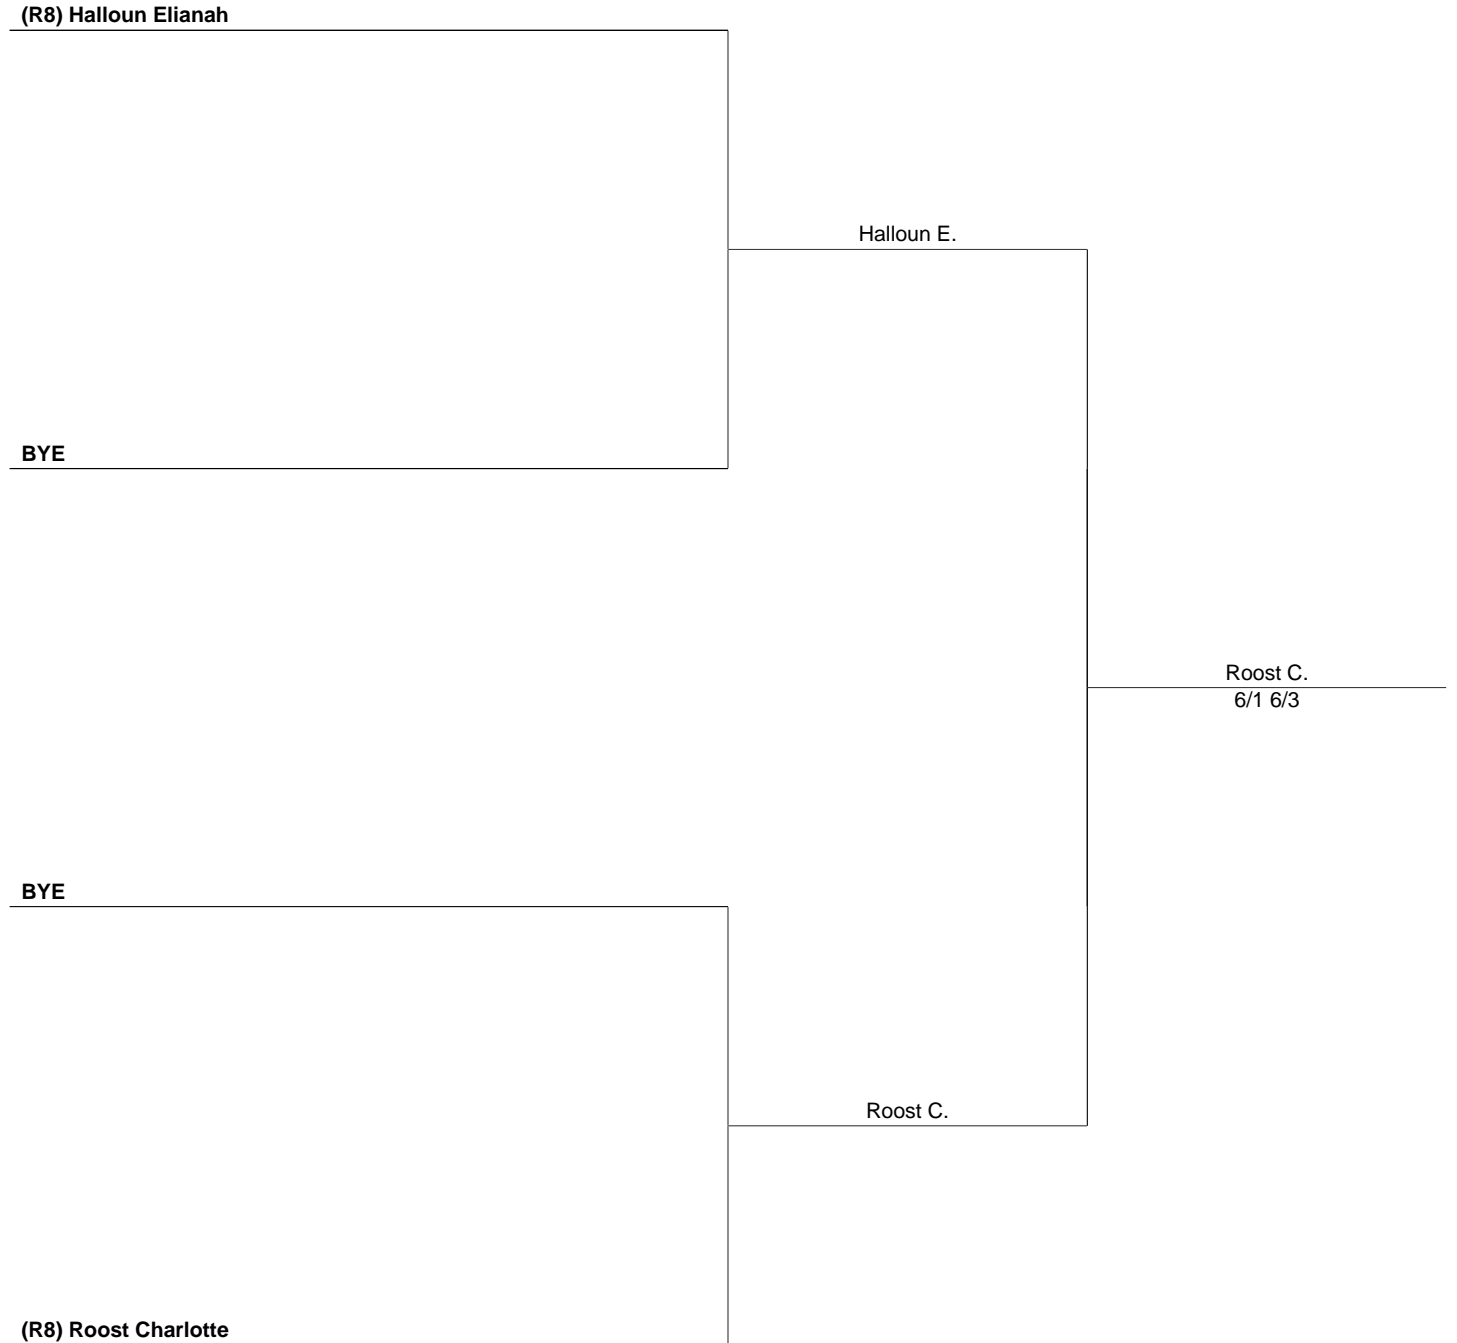 (R8) Halloun Elianah
Halloun E.
BYE
Roost C.
6/1 6/3
BYE
Roost C.
(R8) Roost Charlotte